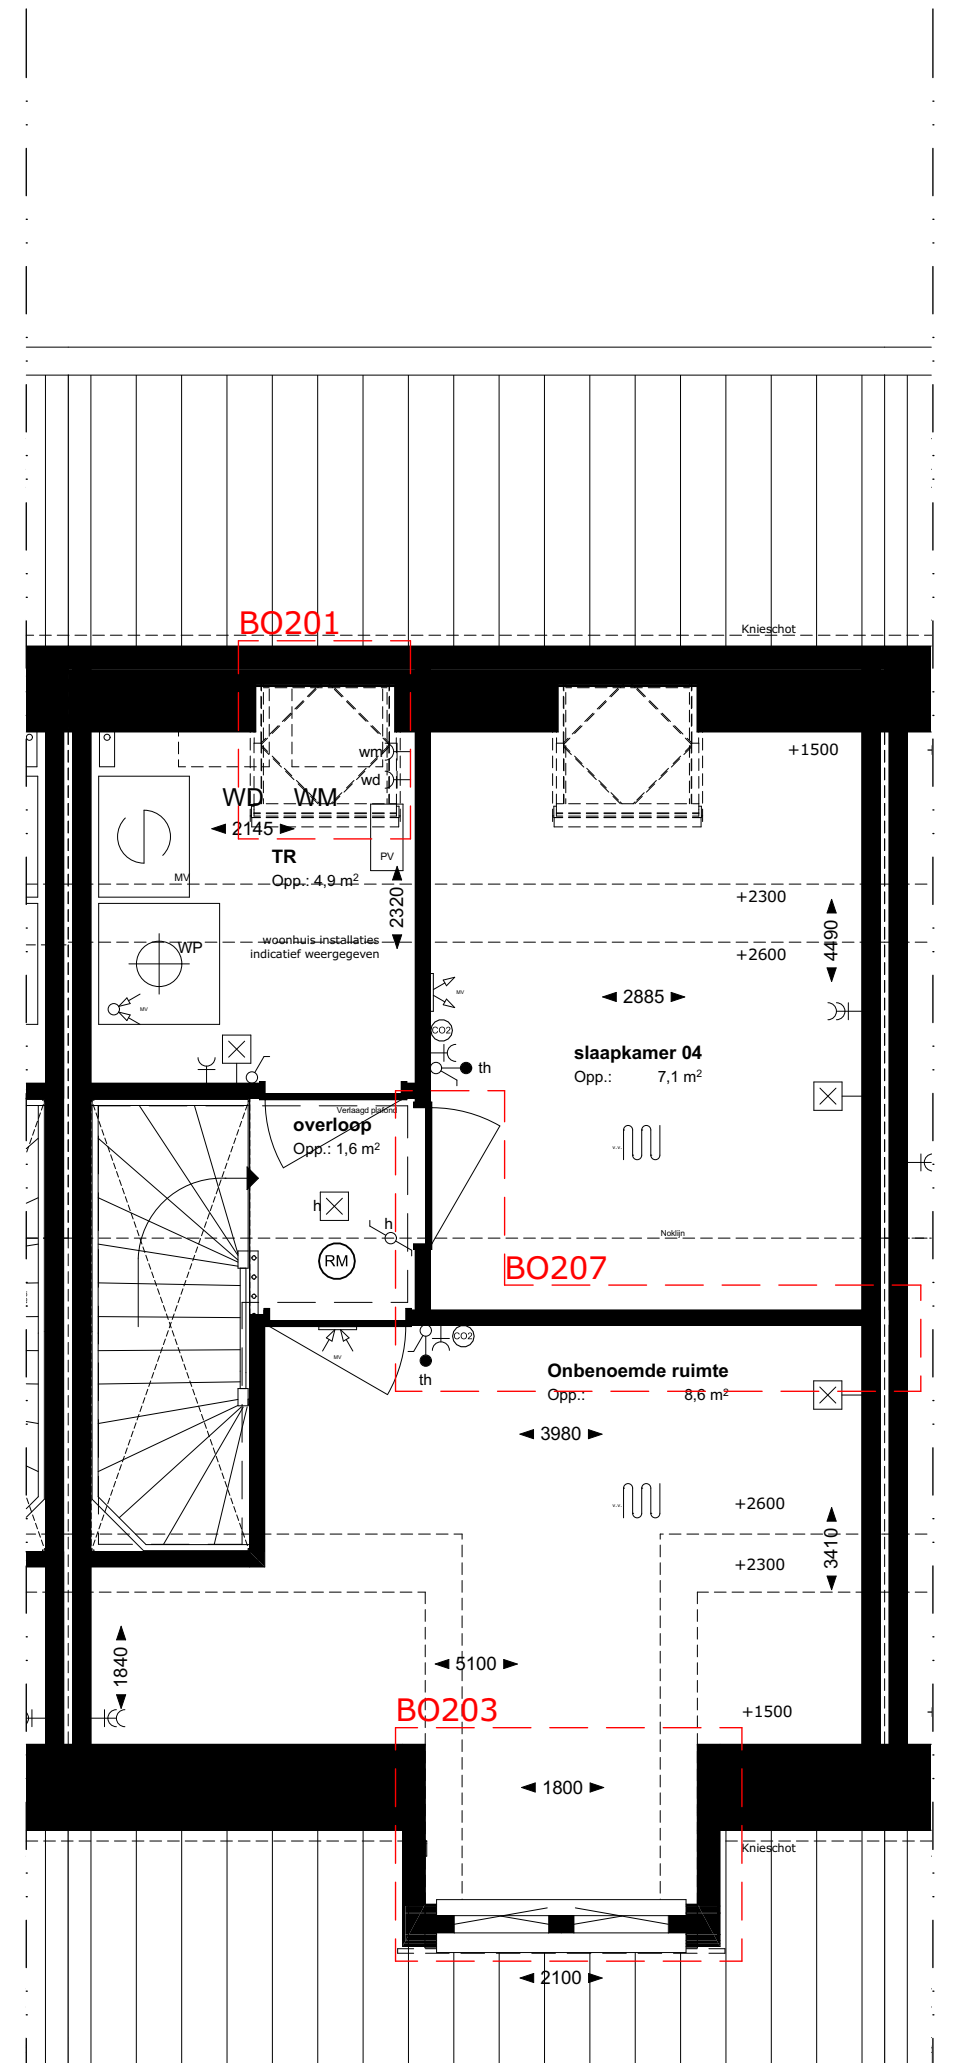 BO201
Knieschot
+1500
wm
wd
WD WM
2145
TR
PV
Opp.: 4,9 m²
MV
2320
+2300
4490
woonhuis installaties
indicatief weergegeven
+2600
WP
MV
MV
2885
CO2
slaapkamer 04
th
Opp.: 7,1 m²
Verlaagd plafond
overloop
Opp.: 1,6 m²
v.v.
h
h
Noklijn
RM
BO207
CO2
MV
th
Onbenoemde ruimte
Opp.: 8,6 m²
3980
v.v.
+2600
3410
+2300
1840
5100
BO203
+1500
1800
Knieschot
2100